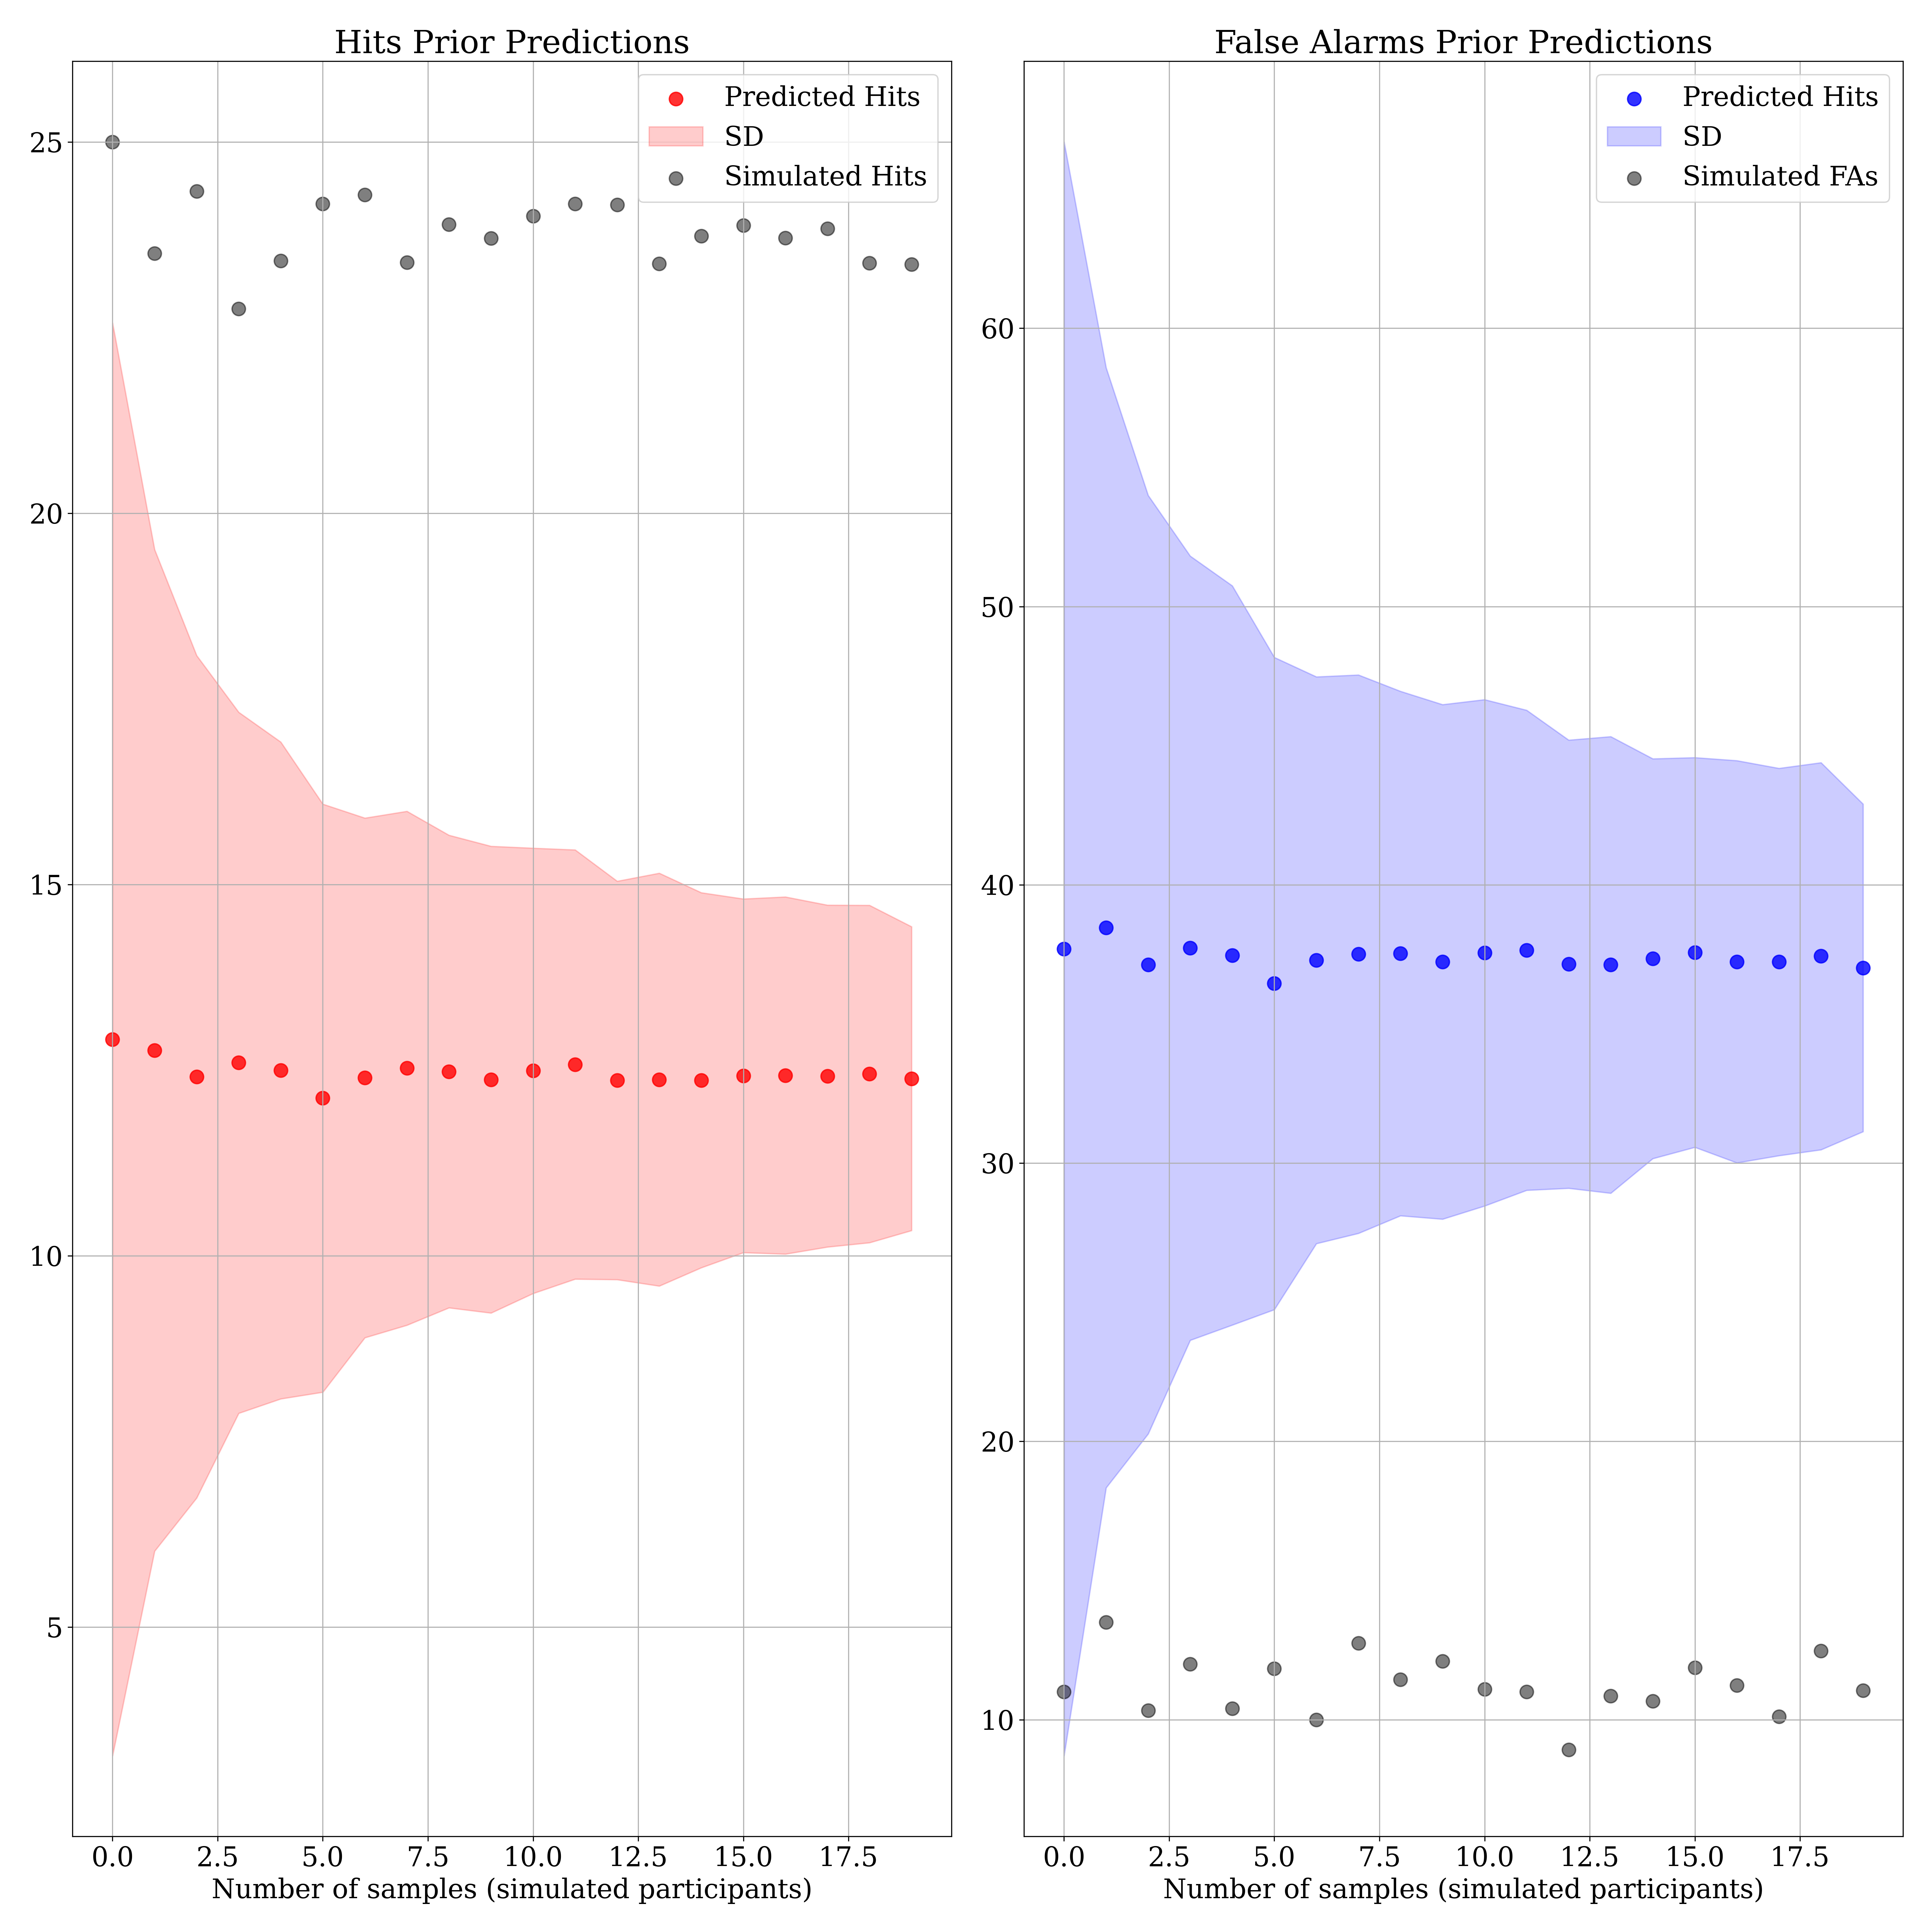 Hits Prior Predictions
Predicted Hits
SD
Simulated Hits
25
20
15
10
5
0.0 2.5 5.0 7.5 10.0 12.5 15.0 17.5
Number of samples (simulated participants)
False Alarms Prior Predictions
Predicted Hits
SD
Simulated FAs
60
50
40
30
20
10
0.0 2.5 5.0 7.5 10.0 12.5 15.0 17.5
Number of samples (simulated participants)